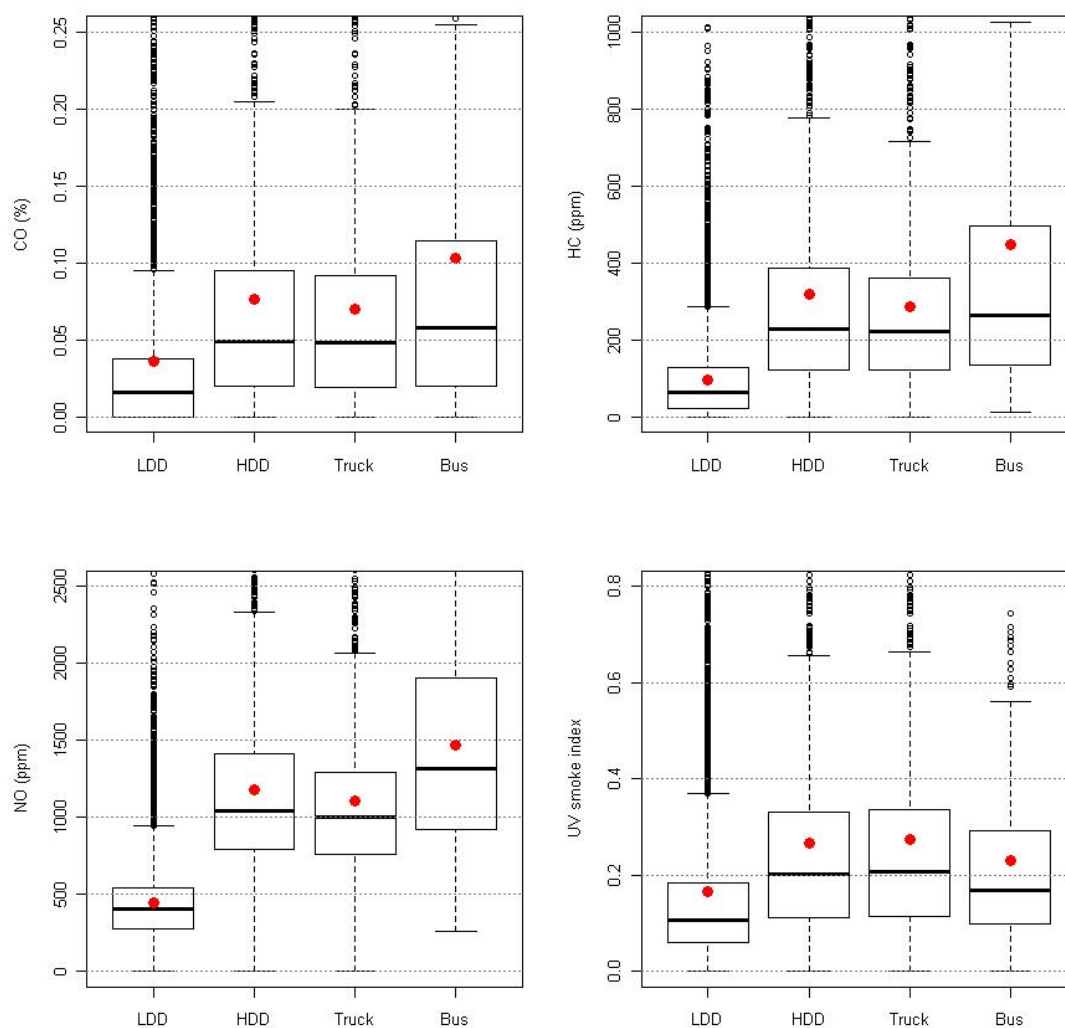 CO (%)
0.25
0.20
0.15
0.10
0.05
0.00
LDD HDD Truck Bus
HC (ppm)
1000
800
600
400
200
0
LDD HDD Truck Bus
NO (ppm)
2500
2000
1500
1000
500
0
LDD HDD Truck Bus
UV smoke index
0.8
0.6
0.4
0.2
0.0
LDD HDD Truck Bus